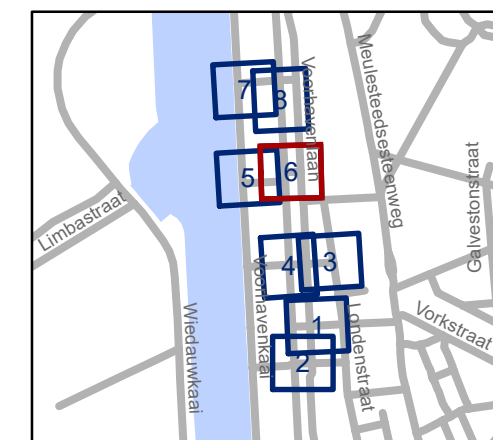 Meulesteedsesteenweg
Voorhavenlaan
7
8
6
5
Galvestonstraat
Limbastraat
4
3
Voorhavenkaai
Wiedauwkaai
1
Londenstraat
Vorkstraat
2